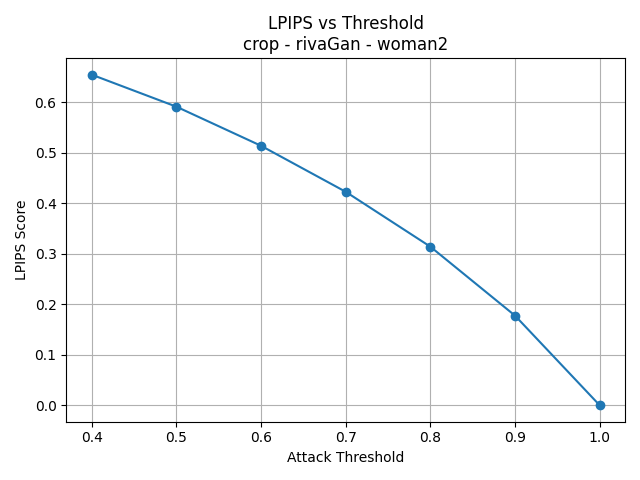 LPIPS vs Threshold
crop - rivaGan - woman2
LPIPS Score
0.6
0.5
0.4
0.3
0.2
0.1
0.0
0.4 0.5 0.6 0.7 0.8 0.9 1.0
Attack Threshold